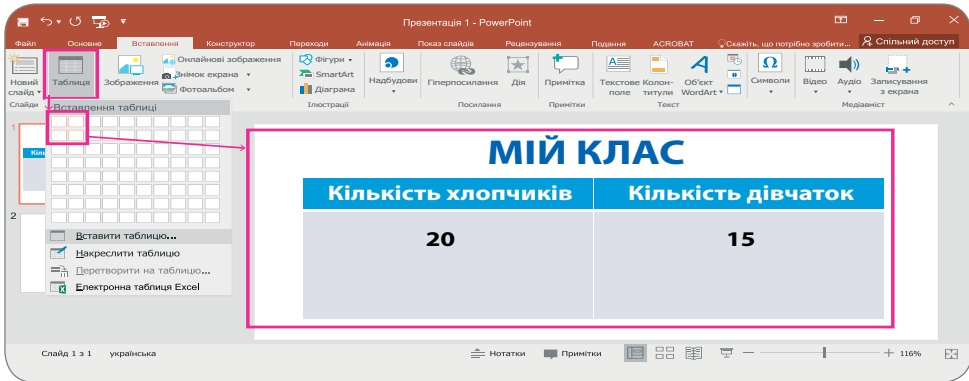 Презентація 1 - PowerPoint
Файл Основне Вставлення Конструктор Переходи Анімація Показ слайдів Рецензування Подання ACROBAT Скажіть, що потрібно зробити... Спільний доступ
Новий слайд
Таблиця
Зображення
Онлайнові зображення
Знімок екрана
Фотоальбом
Фігури
SmartArt
Діаграма
Надбудови
Гіперпосилання
Дія
Примітка
Текстове поле
Колонтитули
Об'єкт WordArt
Символи
Відео
Аудіо
Записування з екрана
Слайди
Ілюстрації
Посилання
Примітки
Текст
Медіавміст
Вставлення таблиці
1
Кіль
2
Вставити таблицю...
Накреслити таблицю
Перетворити на таблицю...
Електронна таблиця Excel
МІЙ КЛАС
Кількість хлопчиків Кількість дівчаток
20 15
Слайд 1 з 1 українська Нотатки Примітки 116%